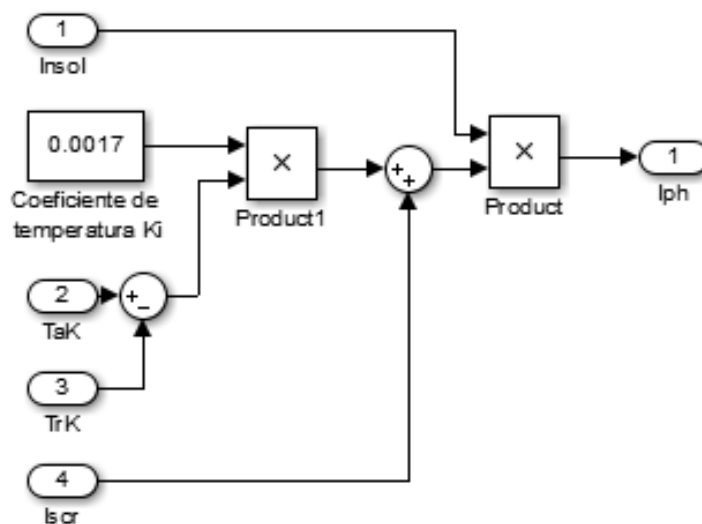 1
Insol
0.0017
Coeficiente de
temperatura Ki
×
Product1
+
+
×
Product
1
Iph
2
TaK
+
−
3
TrK
4
Iscr